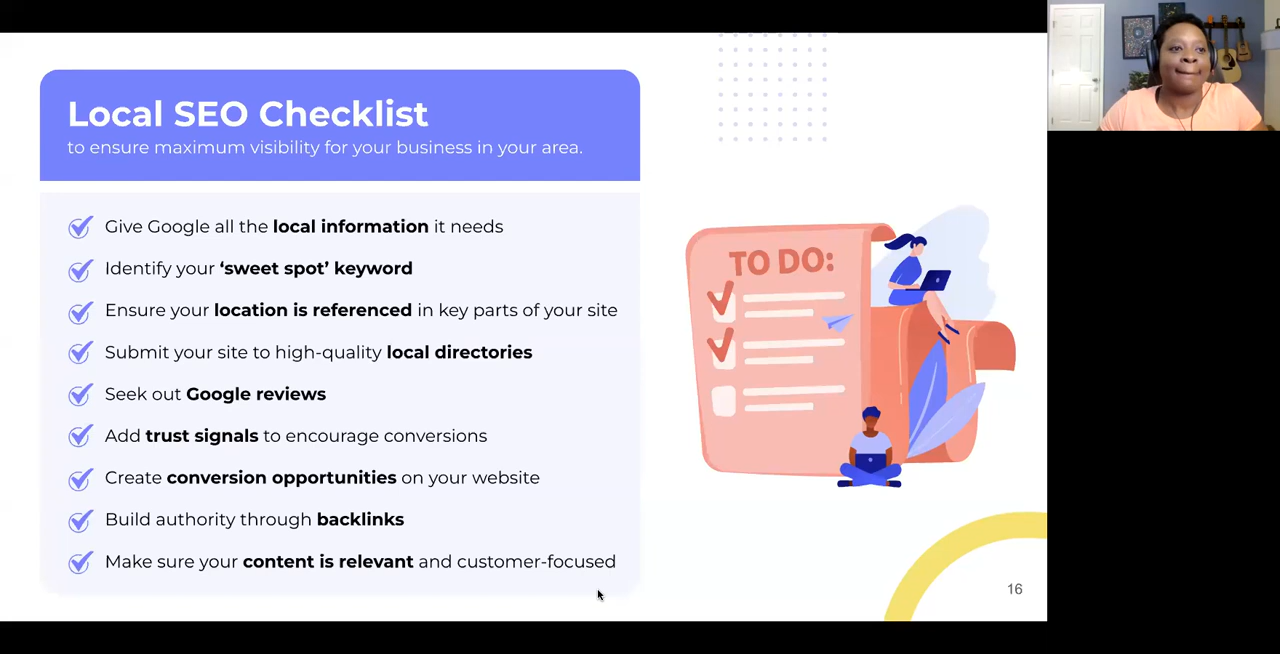 Local SEO Checklist
to ensure maximum visibility for your business in your area.
Give Google all the local information it needs
Identify your ‘sweet spot’ keyword
Ensure your location is referenced in key parts of your site
Submit your site to high-quality local directories
Seek out Google reviews
Add trust signals to encourage conversions
Create conversion opportunities on your website
Build authority through backlinks
Make sure your content is relevant and customer-focused
TO DO:
16